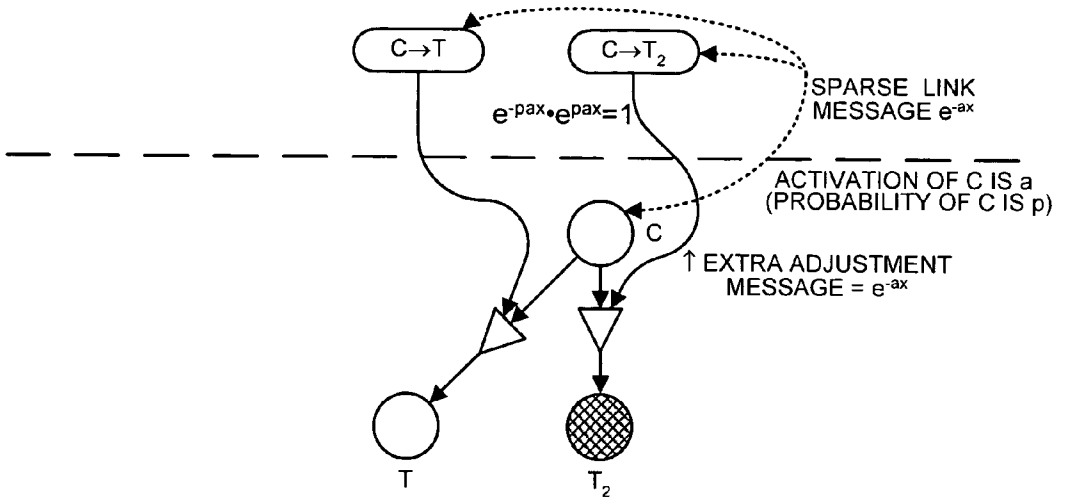 C→T
C→T₂
SPARSE LINK
MESSAGE e⁻ᵃˣ
e⁻ᵖᵃˣ•eᵖᵃˣ=1
ACTIVATION OF C IS a
(PROBABILITY OF C IS p)
C
↑ EXTRA ADJUSTMENT
MESSAGE = e⁻ᵃˣ
T
T₂